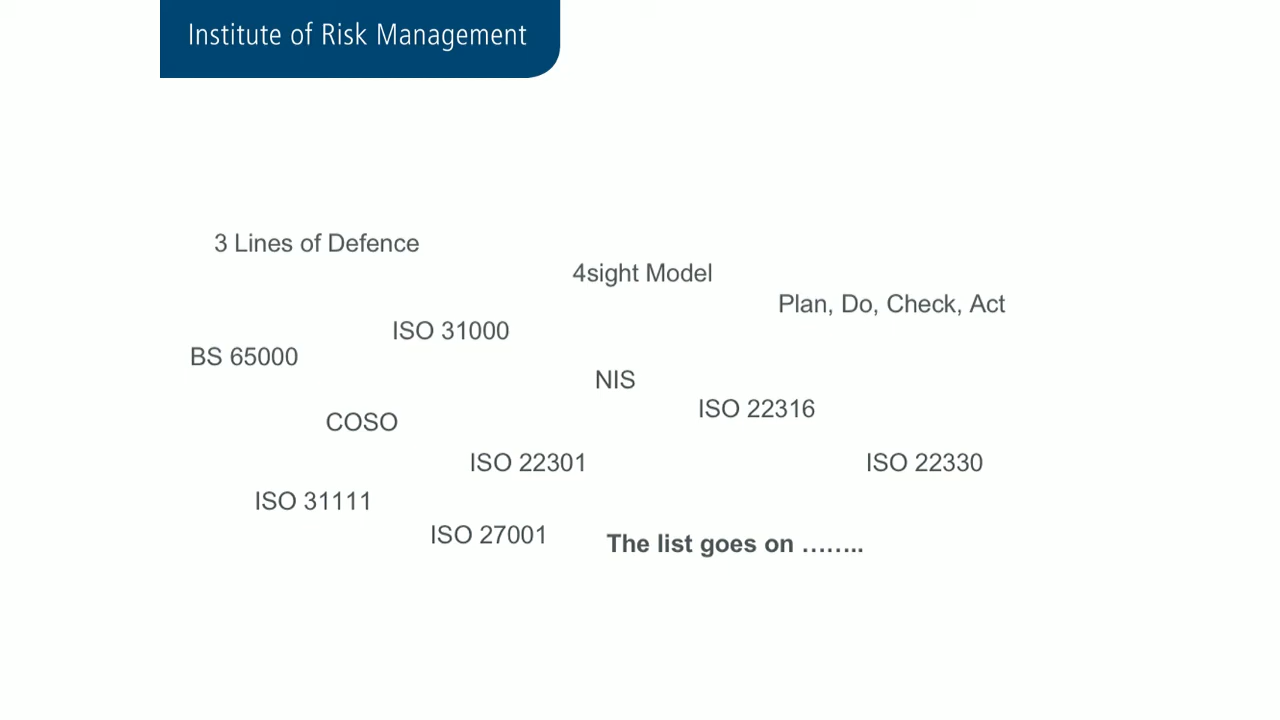 Institute of Risk Management
3 Lines of Defence
4sight Model
Plan, Do, Check, Act
ISO 31000
BS 65000
NIS
ISO 22316
COSO
ISO 22301
ISO 22330
ISO 31111
ISO 27001
The list goes on ……..